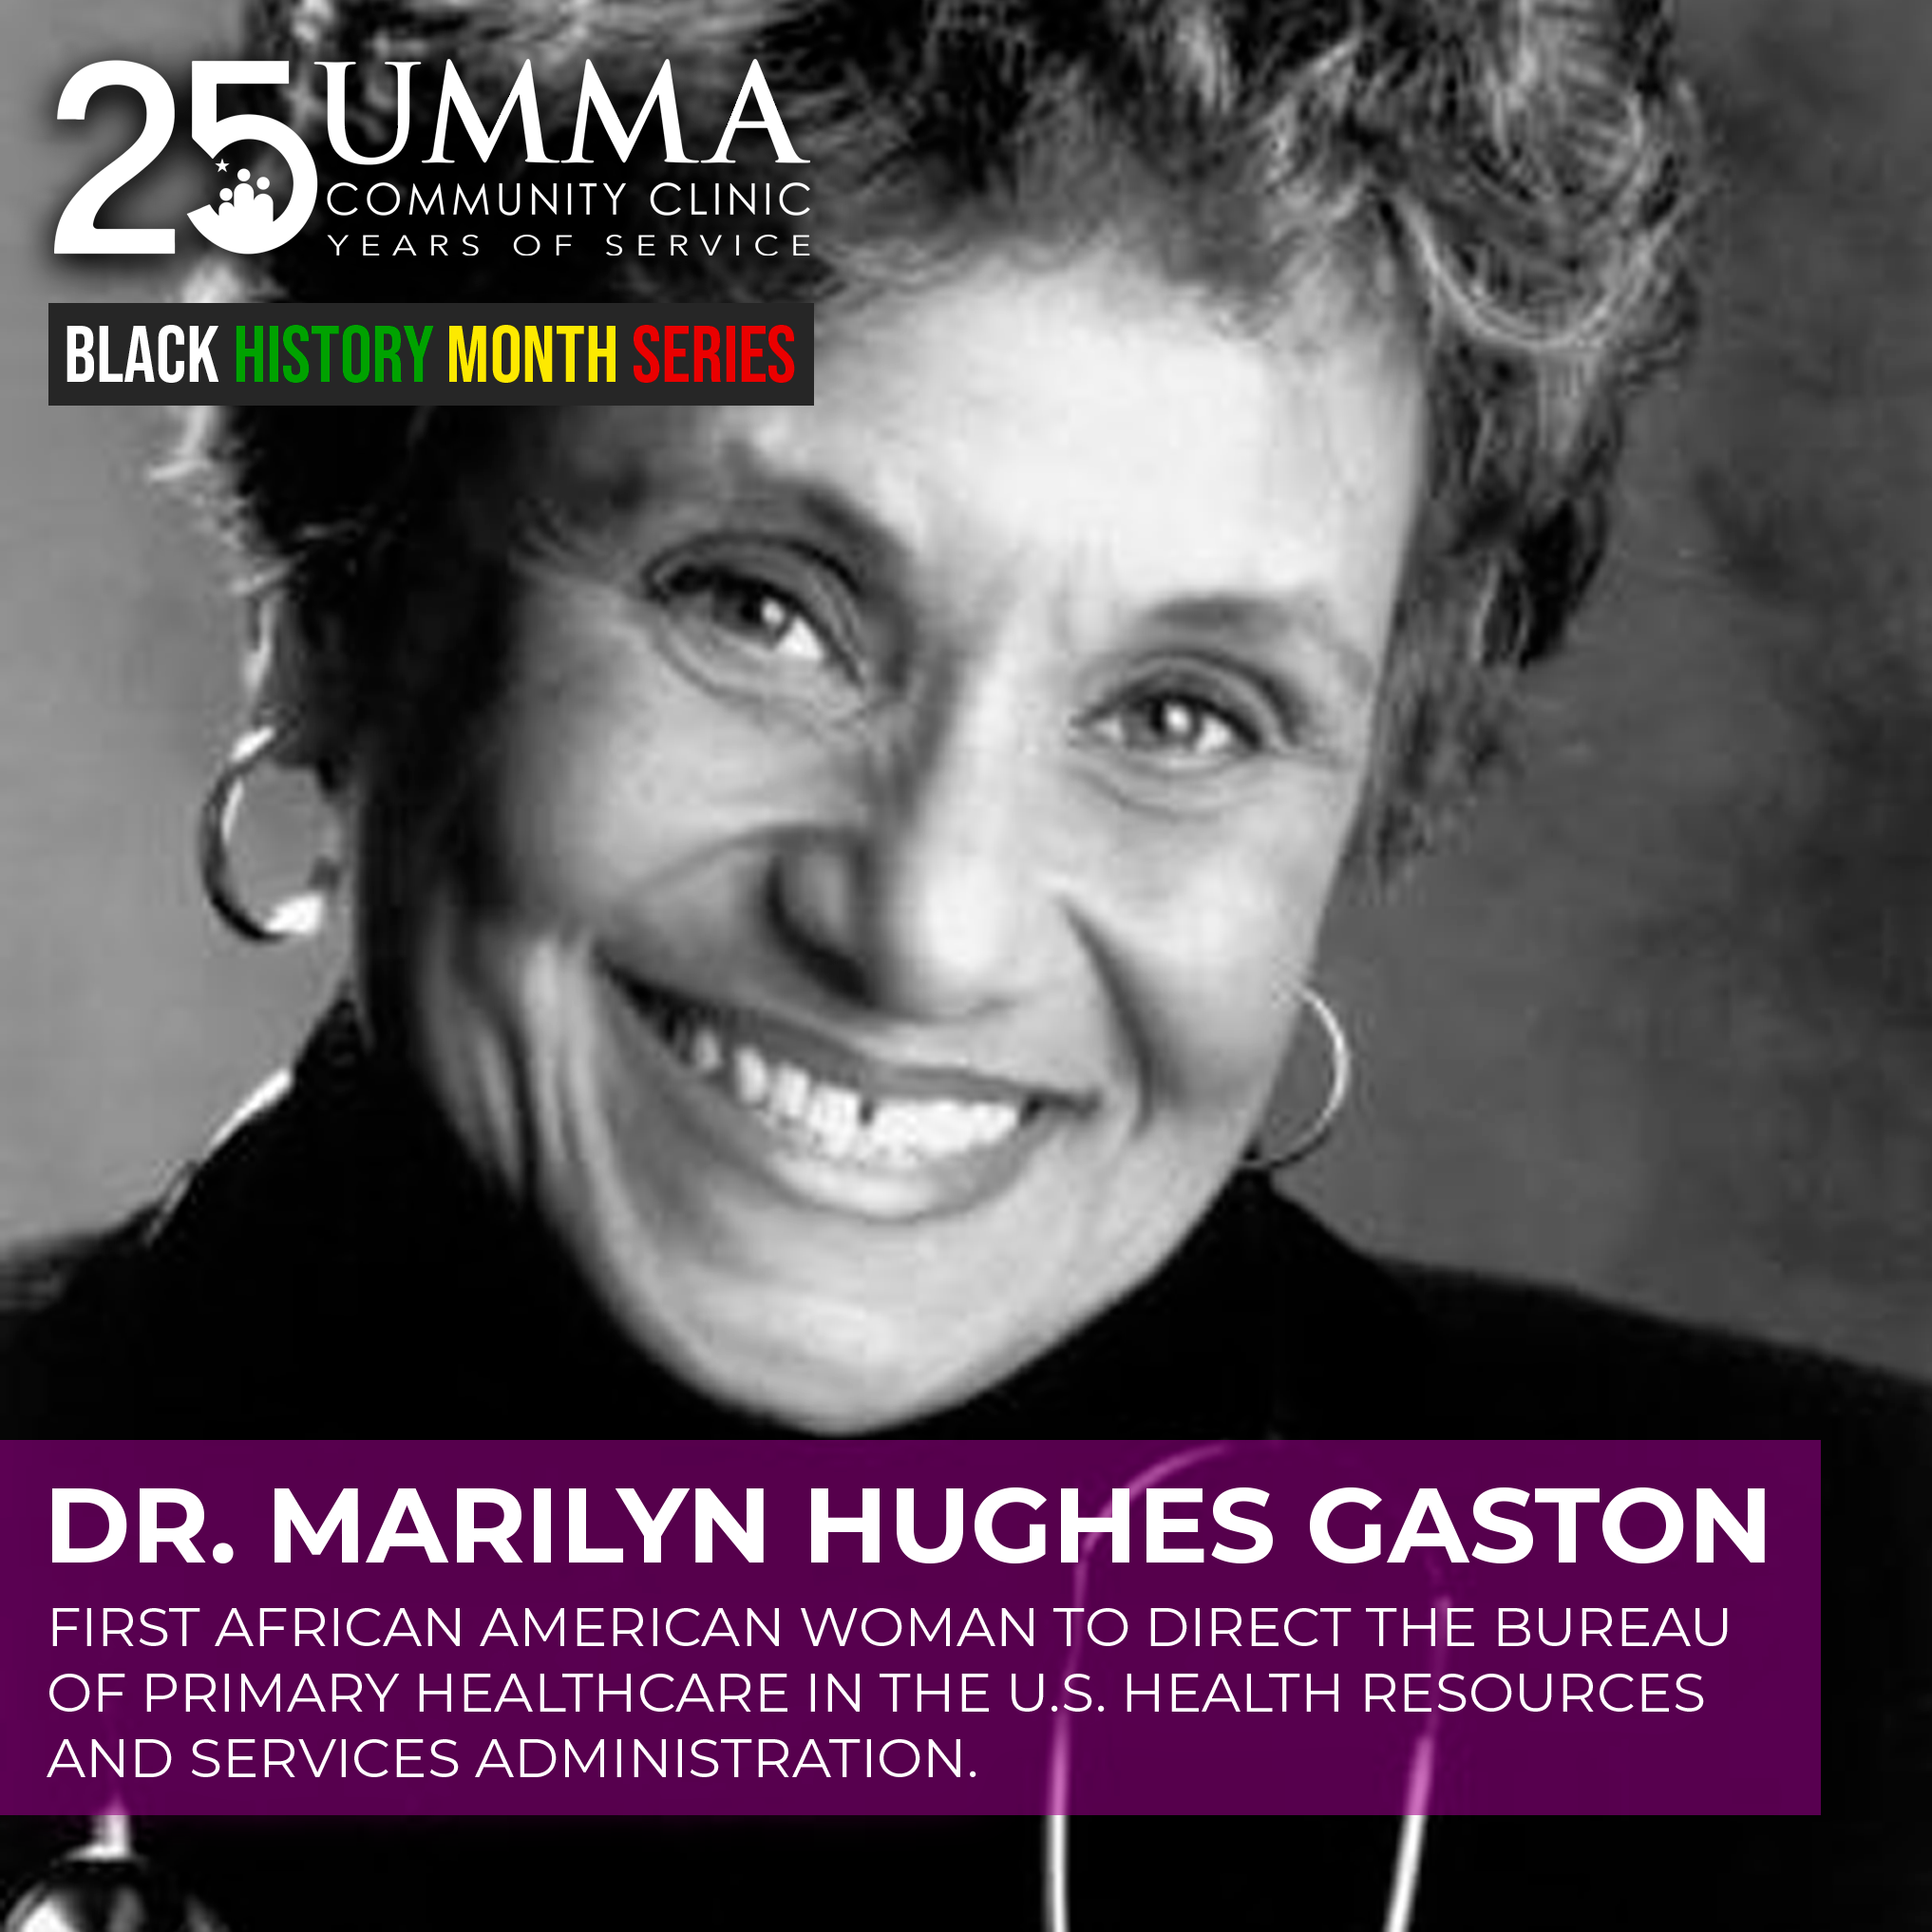 25 UMMA
COMMUNITY CLINIC
YEARS OF SERVICE
BLACK HISTORY MONTH SERIES
DR. MARILYN HUGHES GASTON
FIRST AFRICAN AMERICAN WOMAN TO DIRECT THE BUREAU
OF PRIMARY HEALTHCARE IN THE U.S. HEALTH RESOURCES
AND SERVICES ADMINISTRATION.